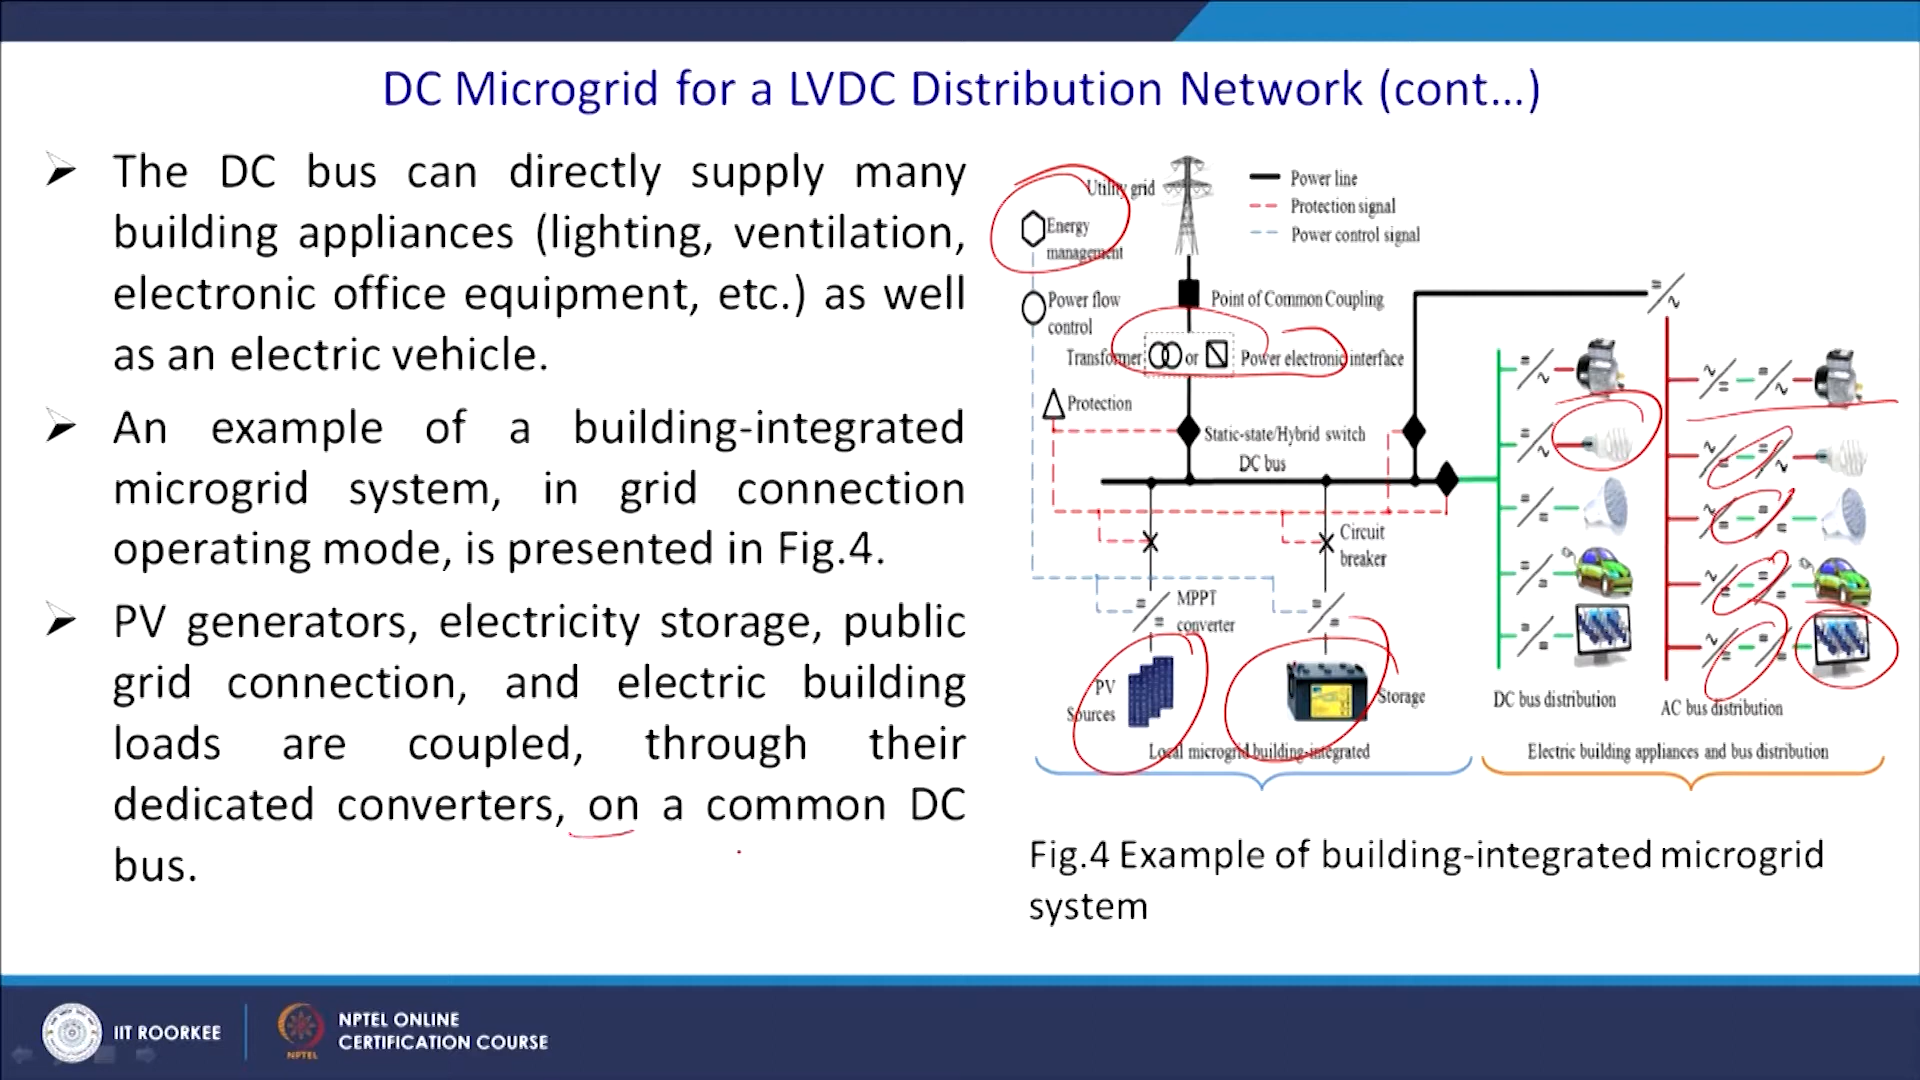 DC Microgrid for a LVDC Distribution Network (cont...)
The DC bus can directly supply many
building appliances (lighting, ventilation,
electronic office equipment, etc.) as well
as an electric vehicle.
An example of a building-integrated
microgrid system, in grid connection
operating mode, is presented in Fig.4.
PV generators, electricity storage, public
grid connection, and electric building
loads are coupled, through their
dedicated converters, on a common DC
bus.
Utility grid
Power line
Protection signal
Power control signal
Energy
management
Power flow
control
Point of Common Coupling
Transformer or Power electronic interface
Protection
Static-state/Hybrid switch
DC bus
Circuit
breaker
MPPT
converter
PV
Sources
Storage
Local microgrid building-integrated
DC bus distribution
AC bus distribution
Electric building appliances and bus distribution
Fig.4 Example of building-integrated microgrid
system
IIT ROORKEE
NPTEL
NPTEL ONLINE
CERTIFICATION COURSE